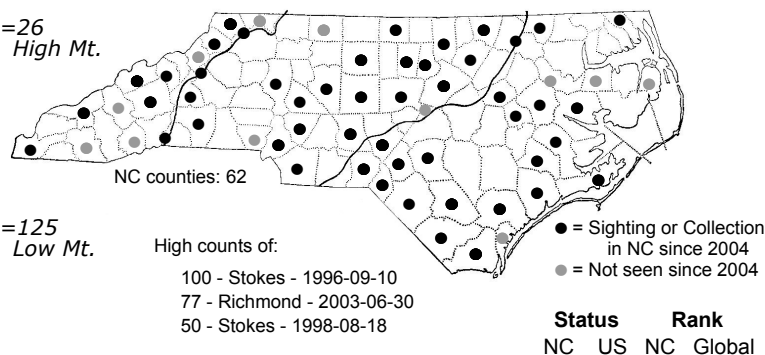 =26
High Mt.
NC counties: 62
=125
Low Mt.
High counts of:
100 - Stokes - 1996-09-10
77 - Richmond - 2003-06-30
50 - Stokes - 1998-08-18
= Sighting or Collection
in NC since 2004
= Not seen since 2004
Status Rank
NC US NC Global